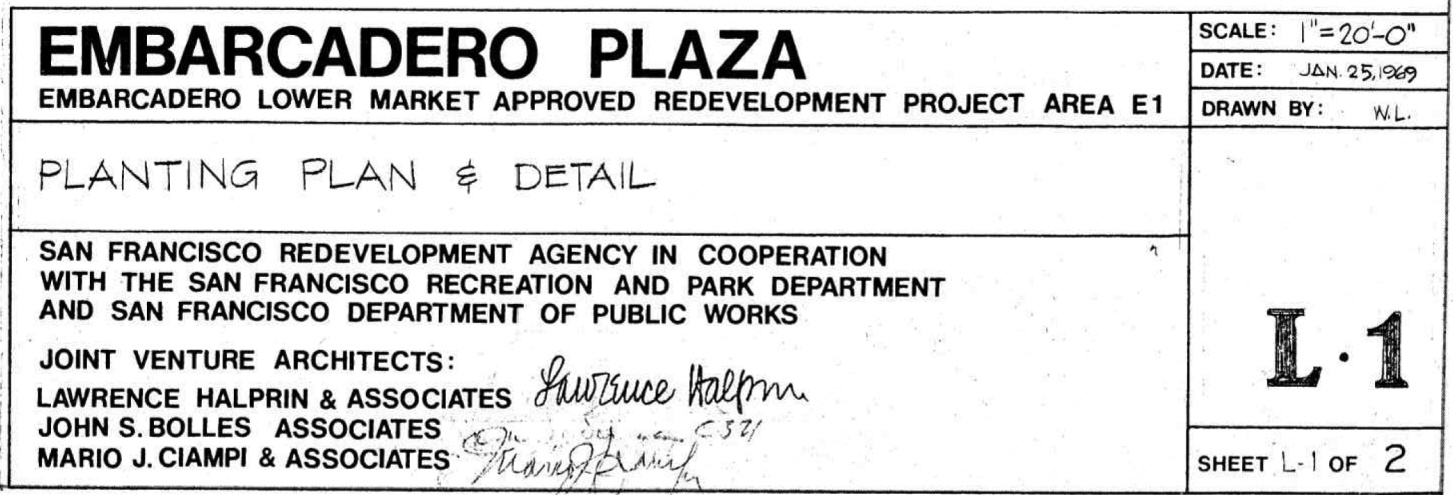 EMBARCADERO PLAZA
EMBARCADERO LOWER MARKET APPROVED REDEVELOPMENT PROJECT AREA E1
PLANTING PLAN & DETAIL
SAN FRANCISCO REDEVELOPMENT AGENCY IN COOPERATION
WITH THE SAN FRANCISCO RECREATION AND PARK DEPARTMENT
AND SAN FRANCISCO DEPARTMENT OF PUBLIC WORKS
JOINT VENTURE ARCHITECTS:
LAWRENCE HALPRIN & ASSOCIATES Lawrence Halprin
JOHN S. BOLLES ASSOCIATES
MARIO J. CIAMPI & ASSOCIATES
SCALE: 1"=20'-0"
DATE: JAN. 25, 1969
DRAWN BY: W.L.
L·1
SHEET L-1 OF 2